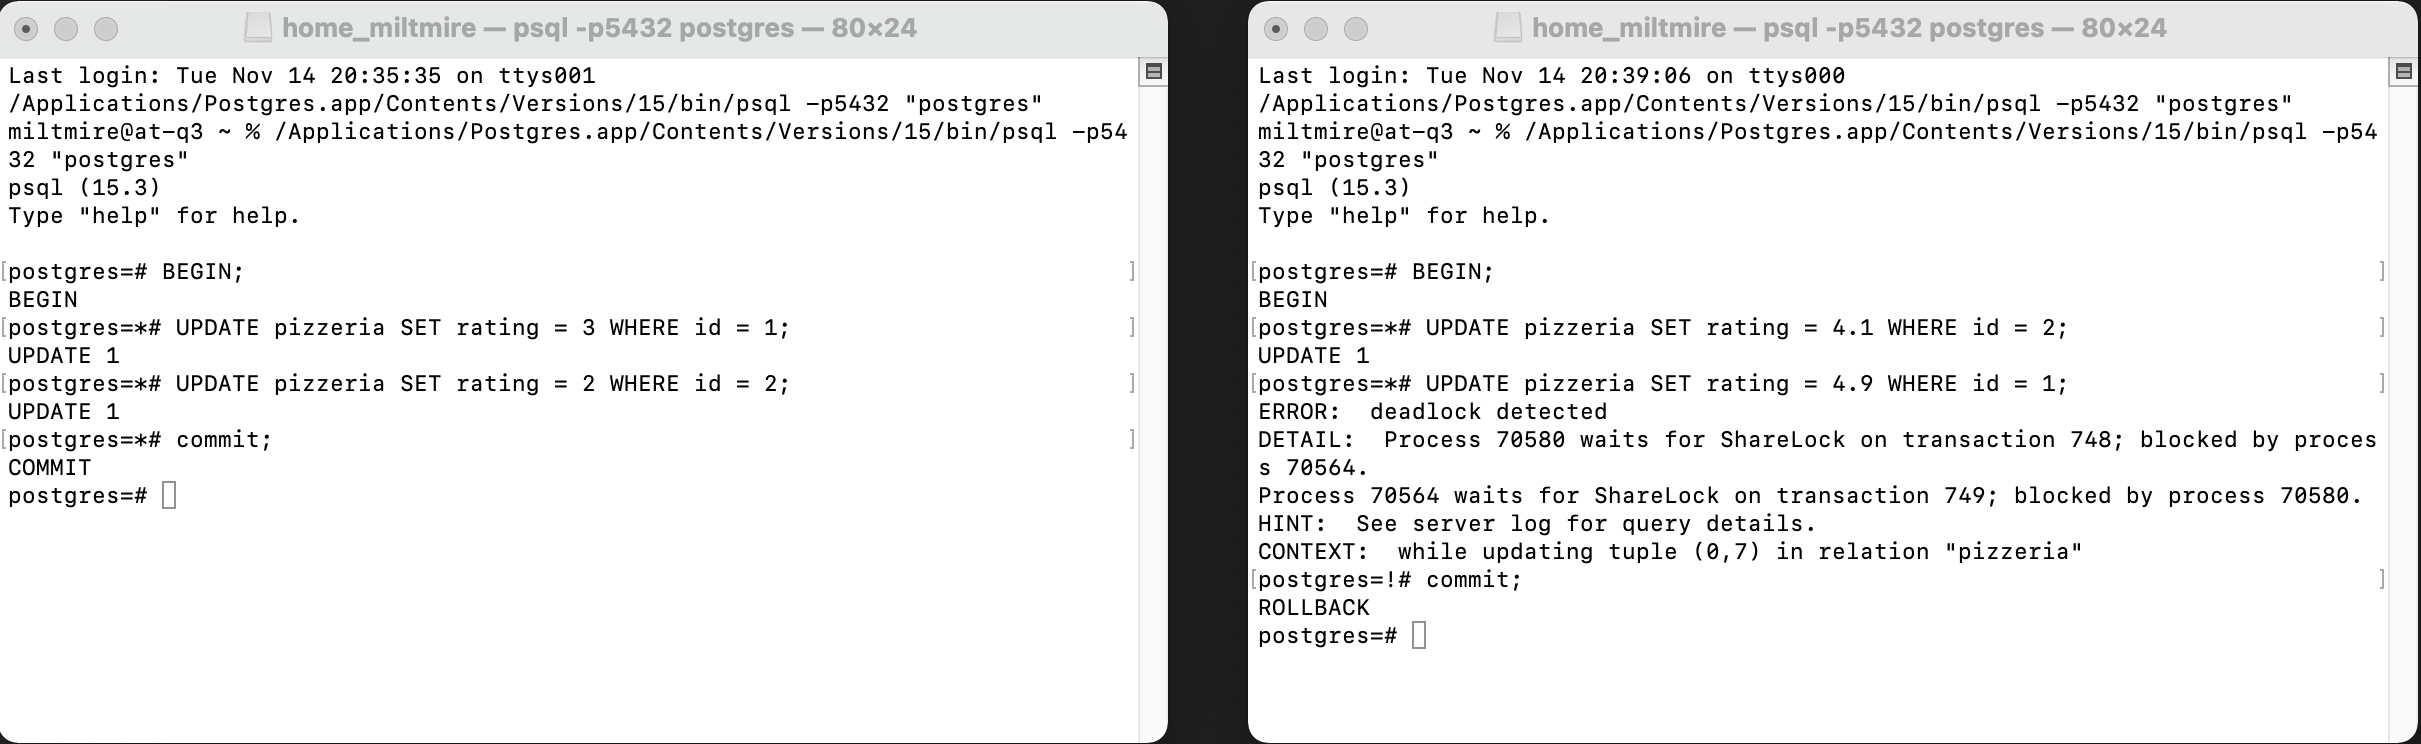 home_miltmire — psql -p5432 postgres — 80×24
Last login: Tue Nov 14 20:35:35 on ttys001
/Applications/Postgres.app/Contents/Versions/15/bin/psql -p5432 "postgres"
miltmire@at-q3 ~ % /Applications/Postgres.app/Contents/Versions/15/bin/psql -p54
32 "postgres"
psql (15.3)
Type "help" for help.
[postgres=# BEGIN; ]
BEGIN
[postgres=*# UPDATE pizzeria SET rating = 3 WHERE id = 1; ]
UPDATE 1
[postgres=*# UPDATE pizzeria SET rating = 2 WHERE id = 2; ]
UPDATE 1
[postgres=*# commit; ]
COMMIT
postgres=#
home_miltmire — psql -p5432 postgres — 80×24
Last login: Tue Nov 14 20:39:06 on ttys000
/Applications/Postgres.app/Contents/Versions/15/bin/psql -p5432 "postgres"
miltmire@at-q3 ~ % /Applications/Postgres.app/Contents/Versions/15/bin/psql -p54
32 "postgres"
psql (15.3)
Type "help" for help.
[postgres=# BEGIN; ]
BEGIN
[postgres=*# UPDATE pizzeria SET rating = 4.1 WHERE id = 2; ]
UPDATE 1
[postgres=*# UPDATE pizzeria SET rating = 4.9 WHERE id = 1; ]
ERROR:  deadlock detected
DETAIL:  Process 70580 waits for ShareLock on transaction 748; blocked by proces
s 70564.
Process 70564 waits for ShareLock on transaction 749; blocked by process 70580.
HINT:  See server log for query details.
CONTEXT:  while updating tuple (0,7) in relation "pizzeria"
[postgres=!# commit; ]
ROLLBACK
postgres=#